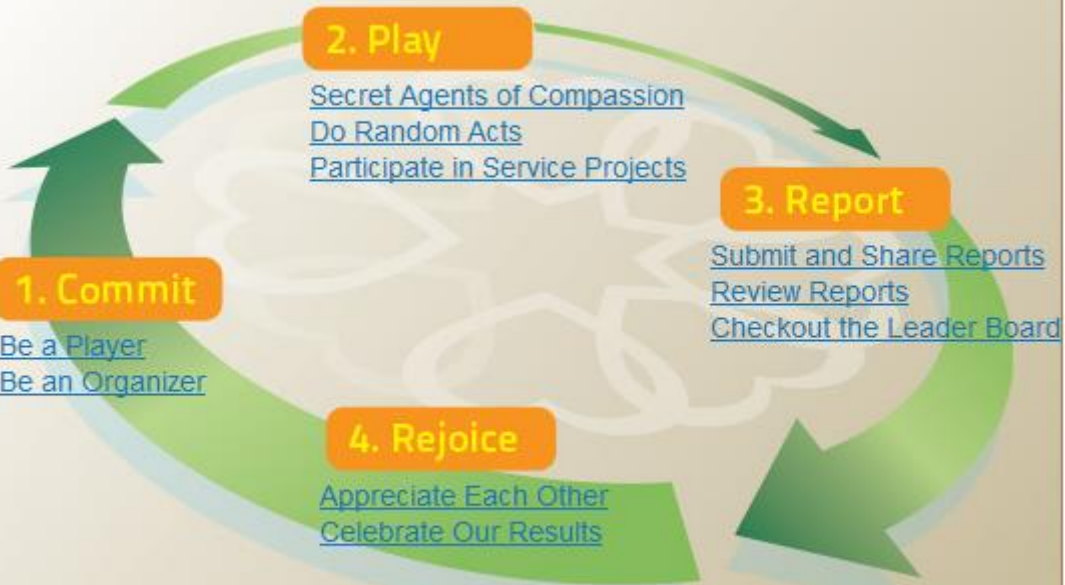 2. Play
Secret Agents of Compassion
Do Random Acts
Participate in Service Projects
3. Report
Submit and Share Reports
Review Reports
Checkout the Leader Board
1. Commit
Be a Player
Be an Organizer
4. Rejoice
Appreciate Each Other
Celebrate Our Results